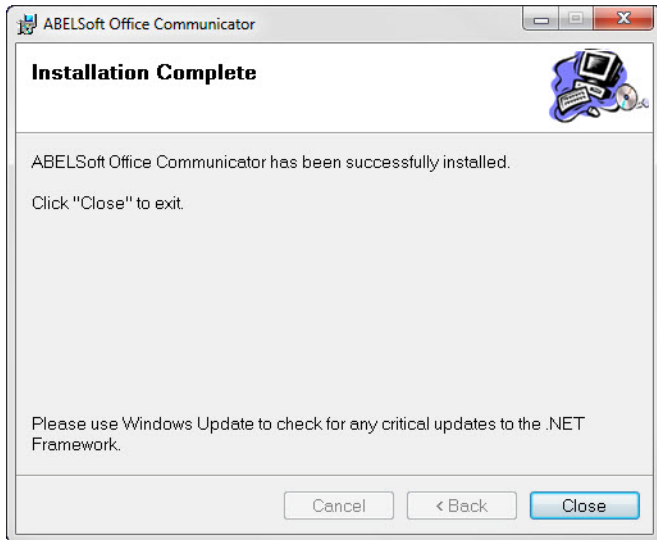 ABELSoft Office Communicator
Installation Complete
ABELSoft Office Communicator has been successfully installed.
Click "Close" to exit.
Please use Windows Update to check for any critical updates to the .NET
Framework.
Cancel
< Back
Close